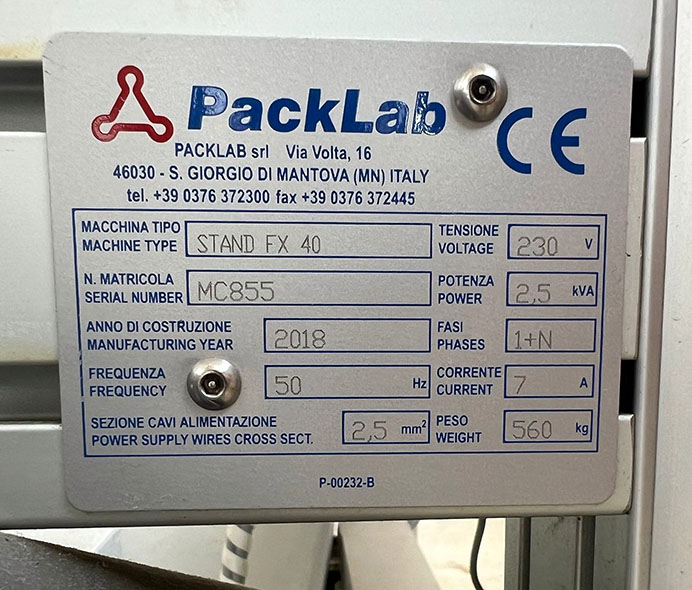 PackLab
CE
PACKLAB srl Via Volta, 16
46030 - S. GIORGIO DI MANTOVA (MN) ITALY
tel. +39 0376 372300 fax +39 0376 372445
MACCHINA TIPO
MACHINE TYPE
STAND FX 40
TENSIONE
VOLTAGE
230 V
N. MATRICOLA
SERIAL NUMBER
MC855
POTENZA
POWER
2,5 kVA
ANNO DI COSTRUZIONE
MANUFACTURING YEAR
2018
FASI
PHASES
1+N
FREQUENZA
FREQUENCY
50 Hz
CORRENTE
CURRENT
7 A
SEZIONE CAVI ALIMENTAZIONE
POWER SUPPLY WIRES CROSS SECT.
2,5 mm²
PESO
WEIGHT
560 kg
P-00232-B